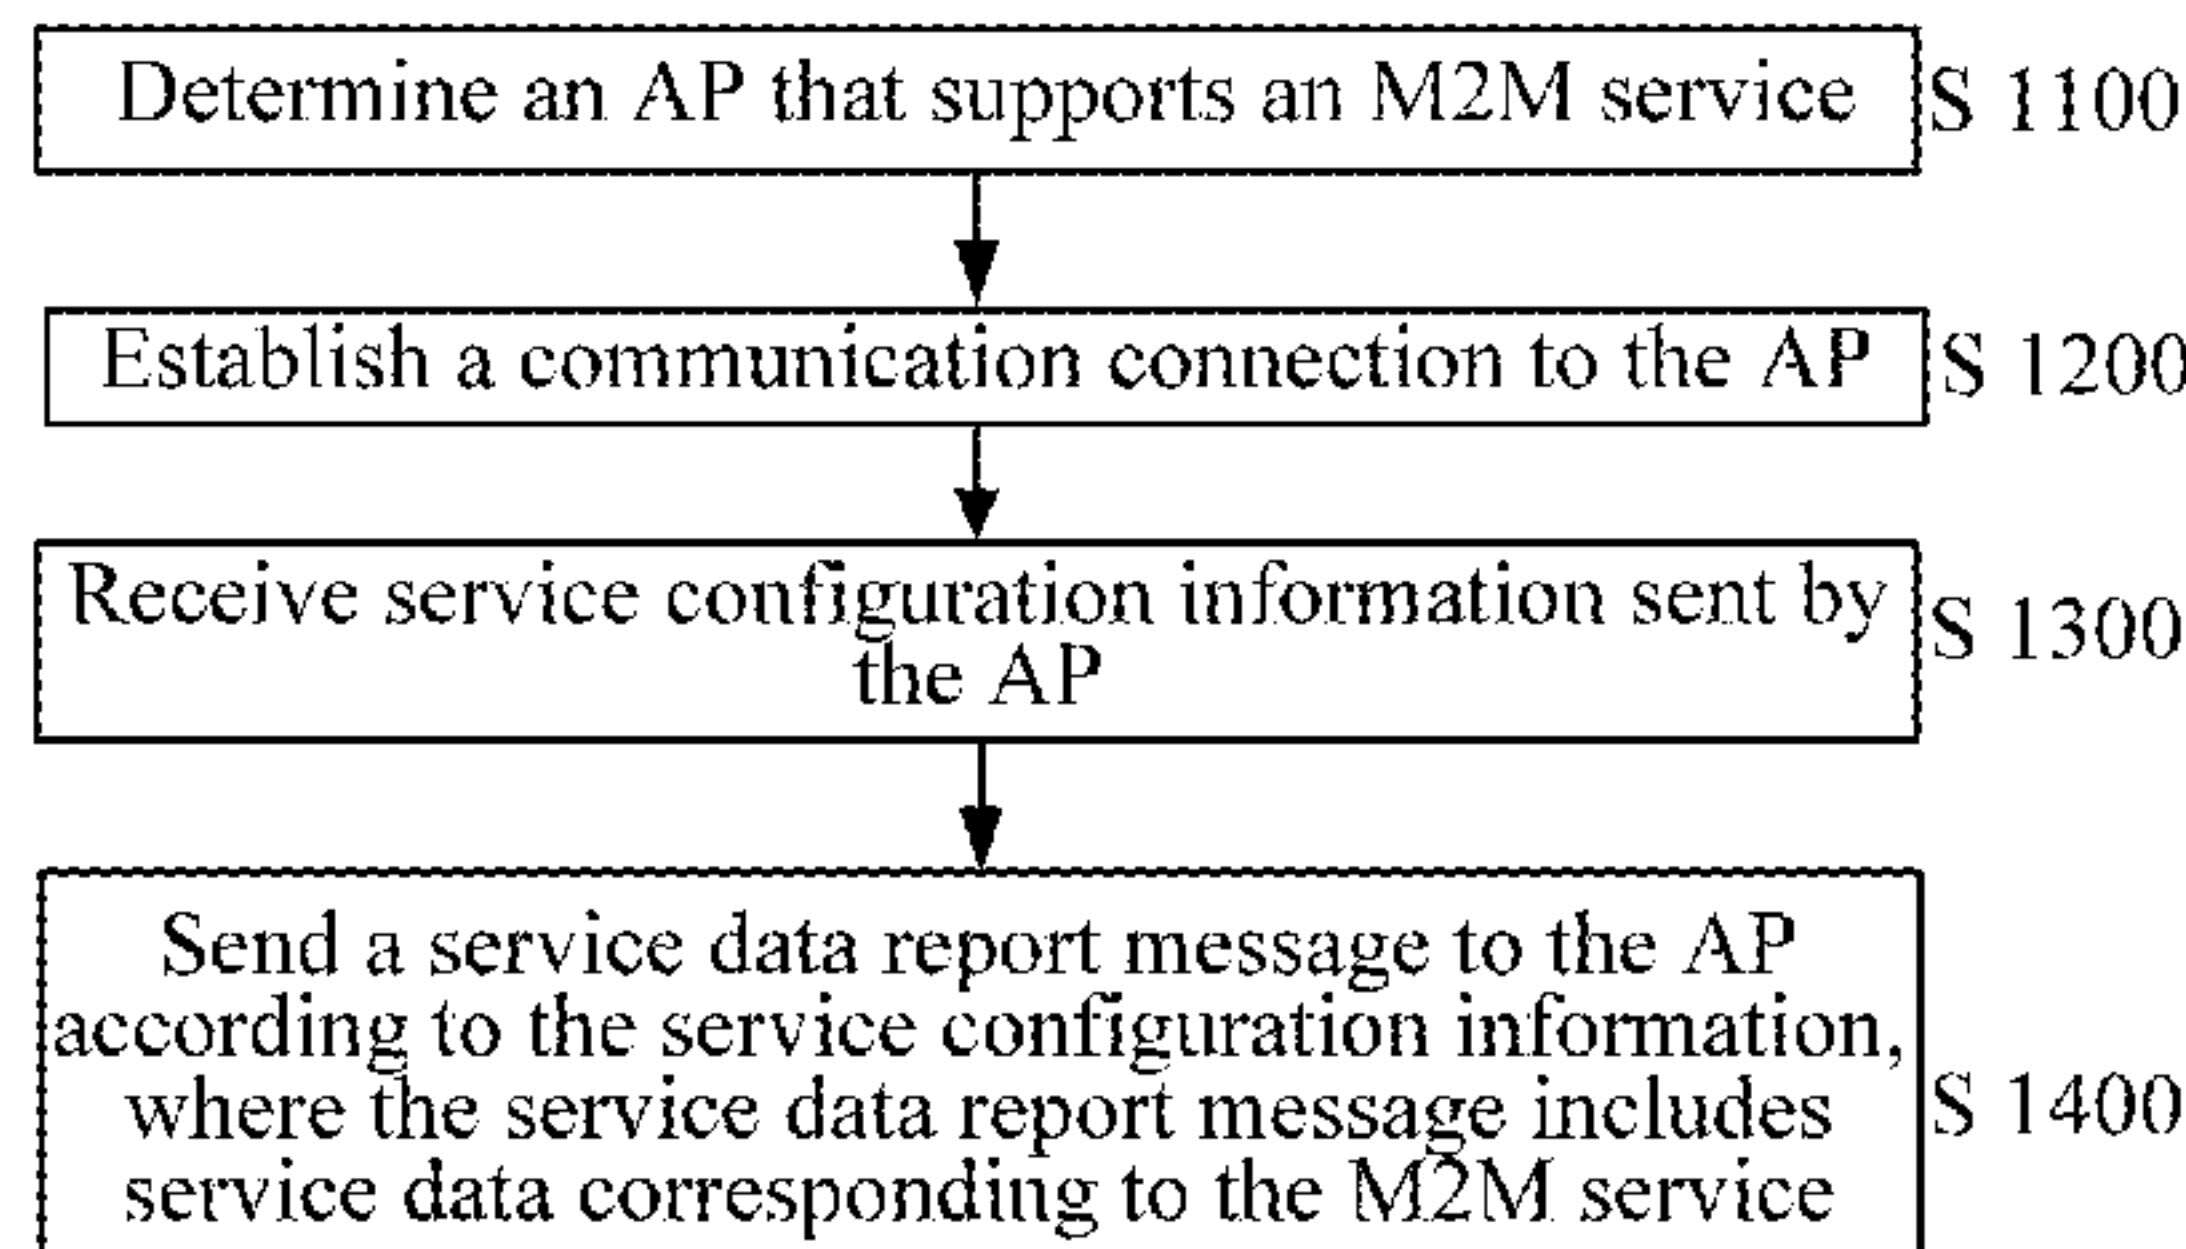 Determine an AP that supports an M2M service
S 1100
Establish a communication connection to the AP
S 1200
Receive service configuration information sent by
the AP
S 1300
Send a service data report message to the AP
according to the service configuration information,
where the service data report message includes
service data corresponding to the M2M service
S 1400